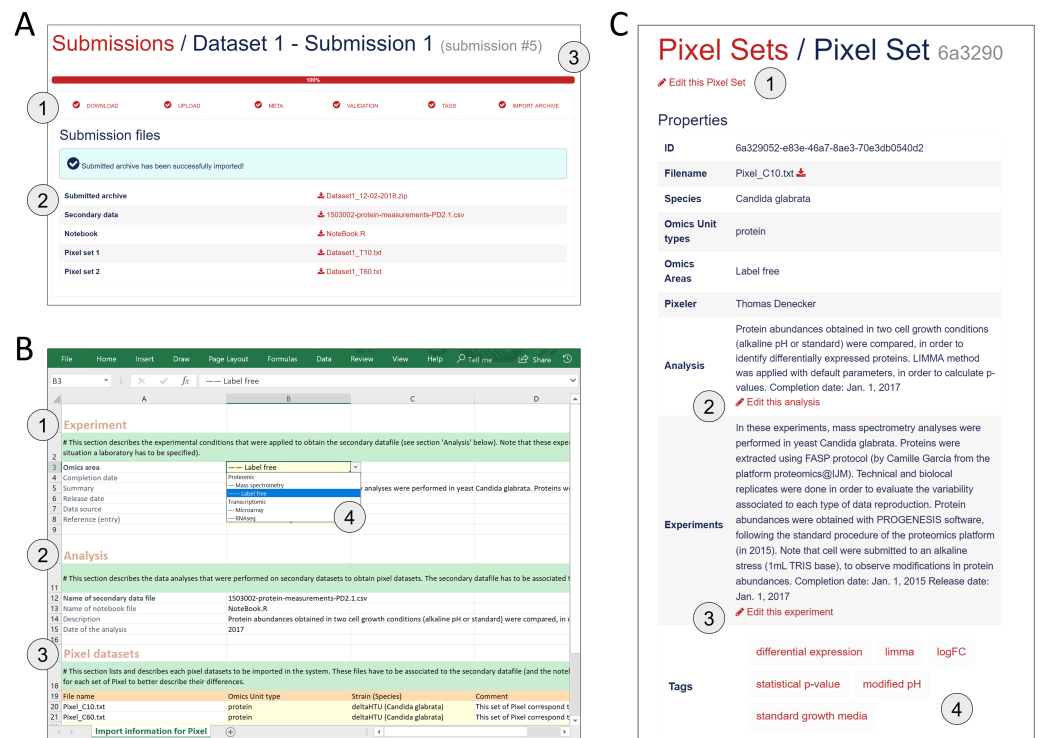 A
Submissions / Dataset 1 - Submission 1 (submission #5)
3
100%
1
DOWNLOAD UPLOAD META VALIDATION TAGS IMPORT ARCHIVE
Submission files
Submitted archive has been successfully imported!
2
Submitted archive Dataset1_12-02-2018.zip
Secondary data 1503002-protein-measurements-PD2.1.csv
Notebook NoteBook.R
Pixel set 1 Dataset1_T10.txt
Pixel set 2 Dataset1_T60.txt
B
File Home Insert Draw Page Layout Formulas Data Review View Help Tell me Share
B3 fx —— Label free
A B C D
1
Experiment
# This section describes the experimental conditions that were applied to obtain the secondary datafile (see section 'Analysis' below). Note that these exper
2 situation a laboratory has to be specified).
3 Omics area —— Label free
4 Completion date Proteomic
— Mass spectrometry
5 Summary y analyses were performed in yeast Candida glabrata. Proteins we
—— Label free
6 Release date Transcriptomic
7 Data source — Microarray
8 Reference (entry) — RNAseq
4
9
2
Analysis
11 # This section describes the data analyses that were performed on secondary datasets to obtain pixel datasets. The secondary datafile has to be associated t
12 Name of secondary data file 1503002-protein-measurements-PD2.1.csv
13 Name of notebook file NoteBook.R
14 Description Protein abundances obtained in two cell growth conditions (alkaline pH or standard) were compared, in o
15 Date of the analysis 2017
16
3
Pixel datasets
# This section lists and describes each pixel datasets to be imported in the system. These files have to be associated to the secondary datafile (and the notel
18 for each set of Pixel to better describe their differences.
19 File name Omics Unit type Strain (Species) Comment
20 Pixel_C10.txt protein deltaHTU (Candida glabrata) This set of Pixel correspond t
21 Pixel_C60.txt protein deltaHTU (Candida glabrata) This set of Pixel correspond t
Import information for Pixel
C
Pixel Sets / Pixel Set 6a3290
Edit this Pixel Set
1
Properties
ID 6a329052-e83e-46a7-8ae3-70e3db0540d2
Filename Pixel_C10.txt
Species Candida glabrata
Omics Unit types protein
Omics Areas Label free
Pixeler Thomas Denecker
Analysis
Protein abundances obtained in two cell growth conditions
(alkaline pH or standard) were compared, in order to
identify differentially expressed proteins. LIMMA method
was applied with default parameters, in order to calculate p-
values. Completion date: Jan. 1, 2017
2
Edit this analysis
Experiments
In these experiments, mass spectrometry analyses were
performed in yeast Candida glabrata. Proteins were
extracted using FASP protocol (by Camille Garcia from the
platform proteomics@IJM). Technical and biolocal
replicates were done in order to evaluate the variability
associated to each type of data reproduction. Protein
abundances were obtained with PROGENESIS software,
following the standard procedure of the proteomics platform
(in 2015). Note that cell were submitted to an alkaline
stress (1mL TRIS base), to observe modifications in protein
abundances. Completion date: Jan. 1, 2015 Release date:
Jan. 1, 2017
3
Edit this experiment
Tags
differential expression limma logFC
statistical p-value modified pH
standard growth media
4